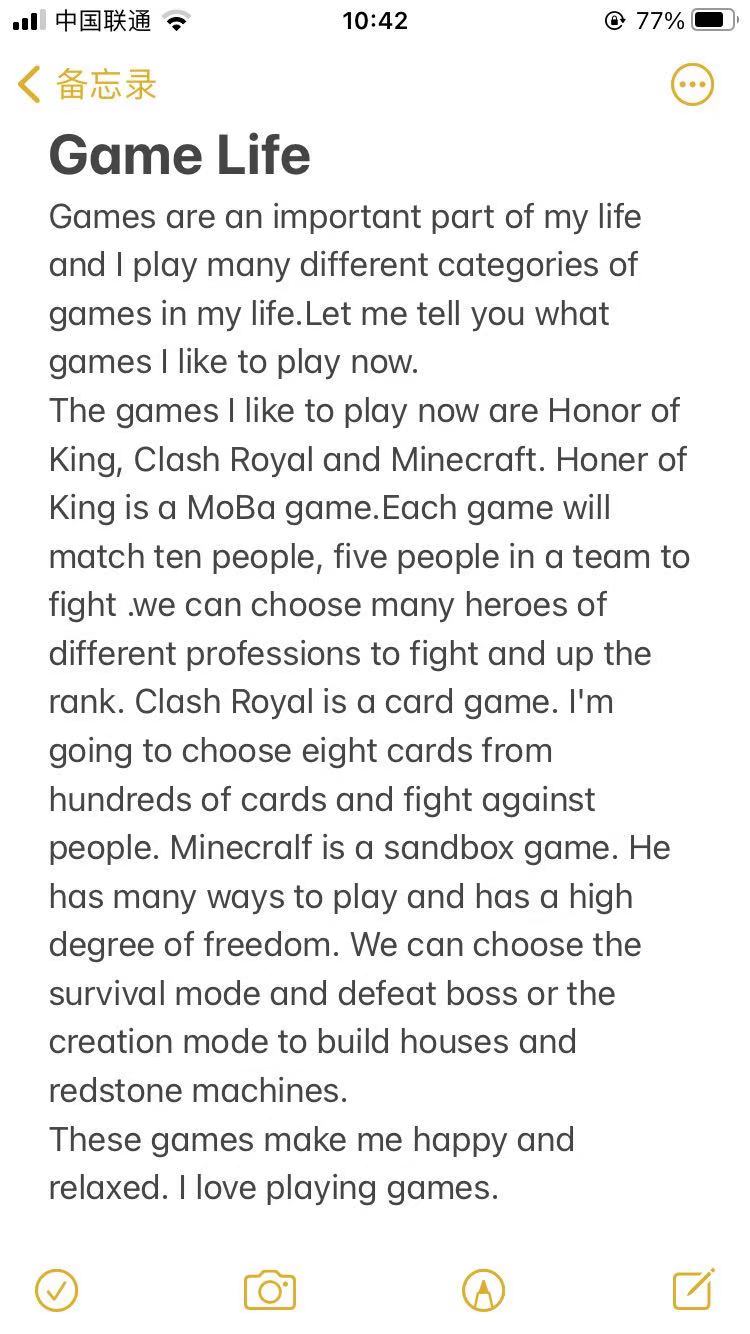 中国联通 10:42 77%
备忘录
Game Life
Games are an important part of my life
and I play many different categories of
games in my life.Let me tell you what
games I like to play now.
The games I like to play now are Honor of
King, Clash Royal and Minecraft. Honer of
King is a MoBa game.Each game will
match ten people, five people in a team to
fight .we can choose many heroes of
different professions to fight and up the
rank. Clash Royal is a card game. I'm
going to choose eight cards from
hundreds of cards and fight against
people. Minecralf is a sandbox game. He
has many ways to play and has a high
degree of freedom. We can choose the
survival mode and defeat boss or the
creation mode to build houses and
redstone machines.
These games make me happy and
relaxed. I love playing games.